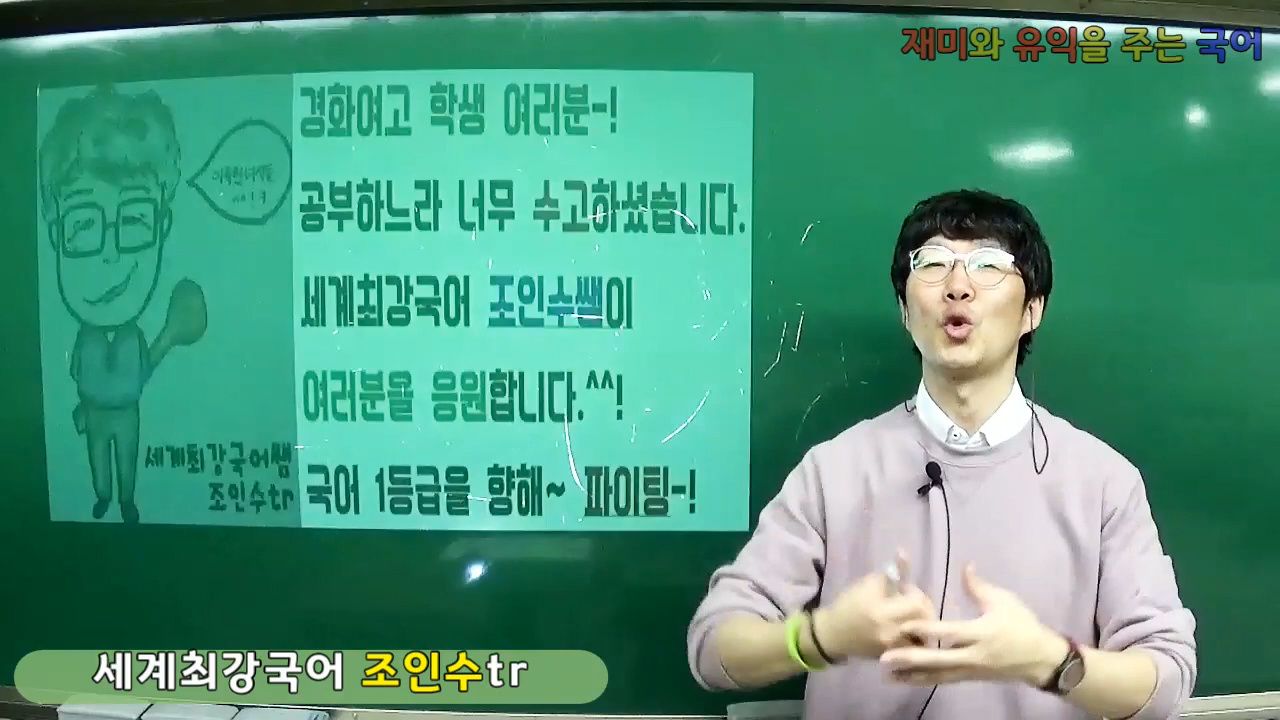 재미와 유익을 주는 국어
경화여고 학생 여러분-!
공부하느라 너무 수고하셨습니다.
세계최강국어 조인수쌤이
여러분을 응원합니다.^^!
국어 1등급을 향해~ 파이팅-!
세계최강국어쌤
조인수tr
세계최강국어 조인수tr